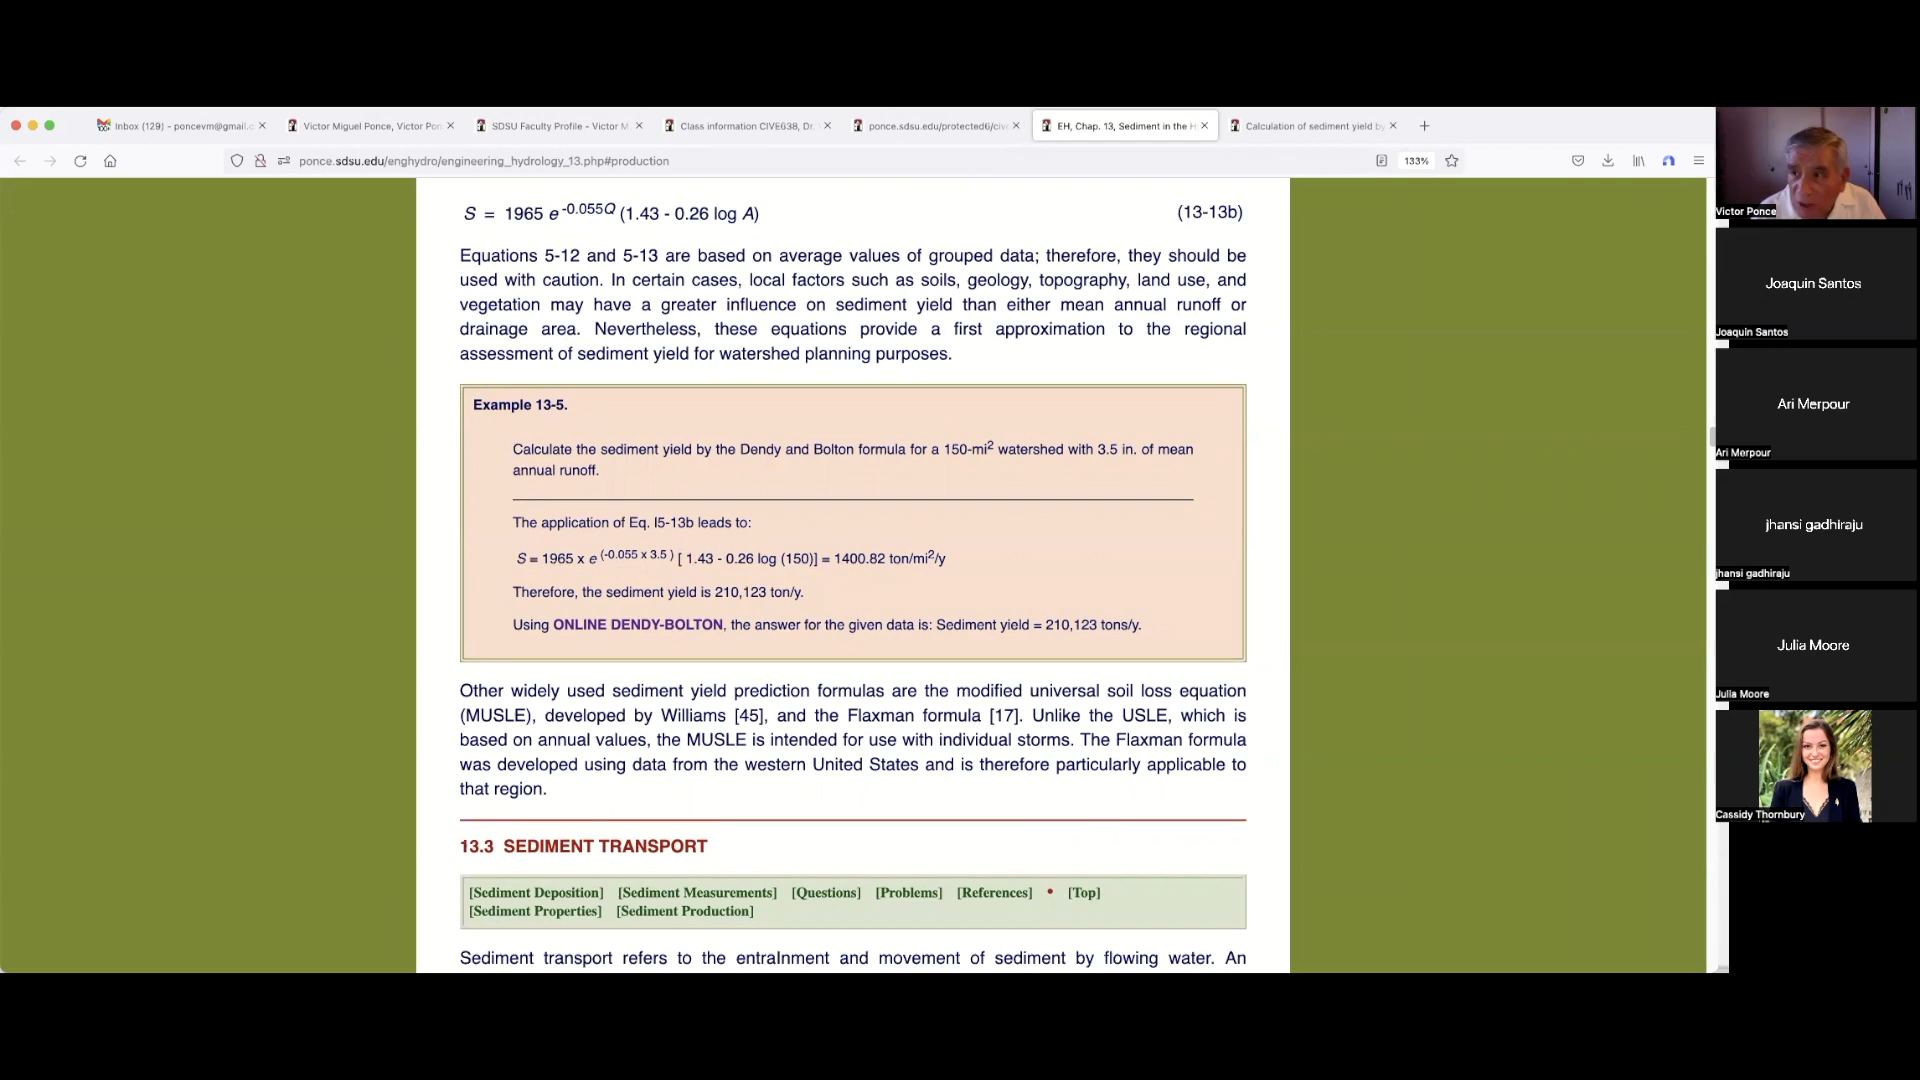 Inbox (129) - poncevm@gmail.c
Victor Miguel Ponce, Victor Pon
SDSU Faculty Profile - Victor M
Class information CIVE638, Dr.
ponce.sdsu.edu/protected6/civ
EH, Chap. 13, Sediment in the H
Calculation of sediment yield by
ponce.sdsu.edu/enghydro/engineering_hydrology_13.php#production
133%
S = 1965 e -0.055Q (1.43 - 0.26 log A) (13-13b)
Equations 5-12 and 5-13 are based on average values of grouped data; therefore, they should be
used with caution. In certain cases, local factors such as soils, geology, topography, land use, and
vegetation may have a greater influence on sediment yield than either mean annual runoff or
drainage area. Nevertheless, these equations provide a first approximation to the regional
assessment of sediment yield for watershed planning purposes.
Example 13-5.
Calculate the sediment yield by the Dendy and Bolton formula for a 150-mi2 watershed with 3.5 in. of mean
annual runoff.
The application of Eq. I5-13b leads to:
S = 1965 x e (-0.055 x 3.5 ) [ 1.43 - 0.26 log (150)] = 1400.82 ton/mi2/y
Therefore, the sediment yield is 210,123 ton/y.
Using ONLINE DENDY-BOLTON, the answer for the given data is: Sediment yield = 210,123 tons/y.
Other widely used sediment yield prediction formulas are the modified universal soil loss equation
(MUSLE), developed by Williams [45], and the Flaxman formula [17]. Unlike the USLE, which is
based on annual values, the MUSLE is intended for use with individual storms. The Flaxman formula
was developed using data from the western United States and is therefore particularly applicable to
that region.
13.3 SEDIMENT TRANSPORT
[Sediment Deposition] [Sediment Measurements] [Questions] [Problems] [References] • [Top]
[Sediment Properties] [Sediment Production]
Sediment transport refers to the entraInment and movement of sediment by flowing water. An
Victor Ponce
Joaquin Santos
Joaquin Santos
Ari Merpour
Ari Merpour
jhansi gadhiraju
jhansi gadhiraju
Julia Moore
Julia Moore
Cassidy Thornbury